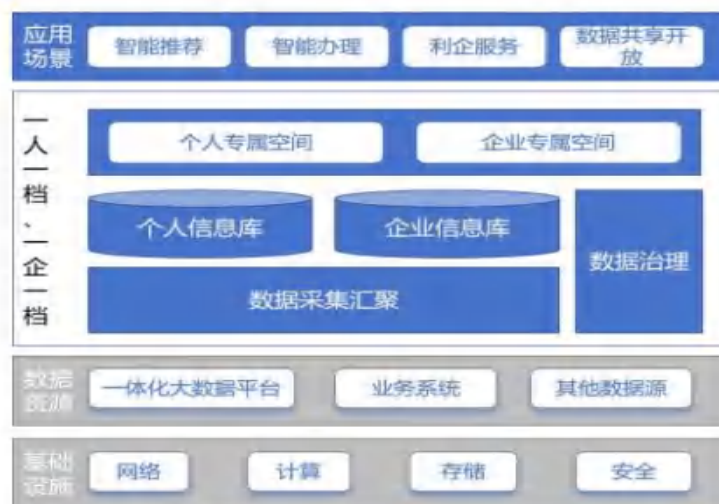 应用
场景
智能推荐
智能办理
利企服务
数据共享开
放
一人一档、一企一档
个人专属空间
企业专属空间
个人信息库
企业信息库
数据治理
数据采集汇聚
数据
资源
一体化大数据平台
业务系统
其他数据源
基础
设施
网络
计算
存储
安全